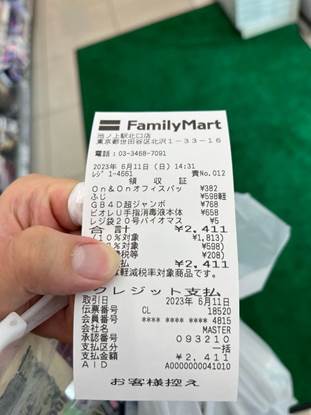 FamilyMart
池ノ上駅北口店
東京都世田谷区北沢1-33-16
電話:03-3468-7091
2023年 6月11日(日) 14:31
レジ 1-4661 責No.012
領 収 証
On&Onオフィスパッ ¥382
ふじ ¥598軽
GB4D超ジャンボ ¥768
ビオレU手指消毒液本体 ¥658
レジ袋20号バイオマス ¥5
合 計 ¥2,411
(10%対象 ¥1,813)
対象 ¥598)
税等 ¥208)
支払 ¥2,411
は軽減税率対象商品です。
クレジット支払
取引日 2023年 6月11日
伝票番号 CL 18520
会員番号 **** **** **** 4815
会社名 MASTER
承認番号 093210
支払区分 一括
支払金額 ¥2,411
AID A0000000041010
お客様控え